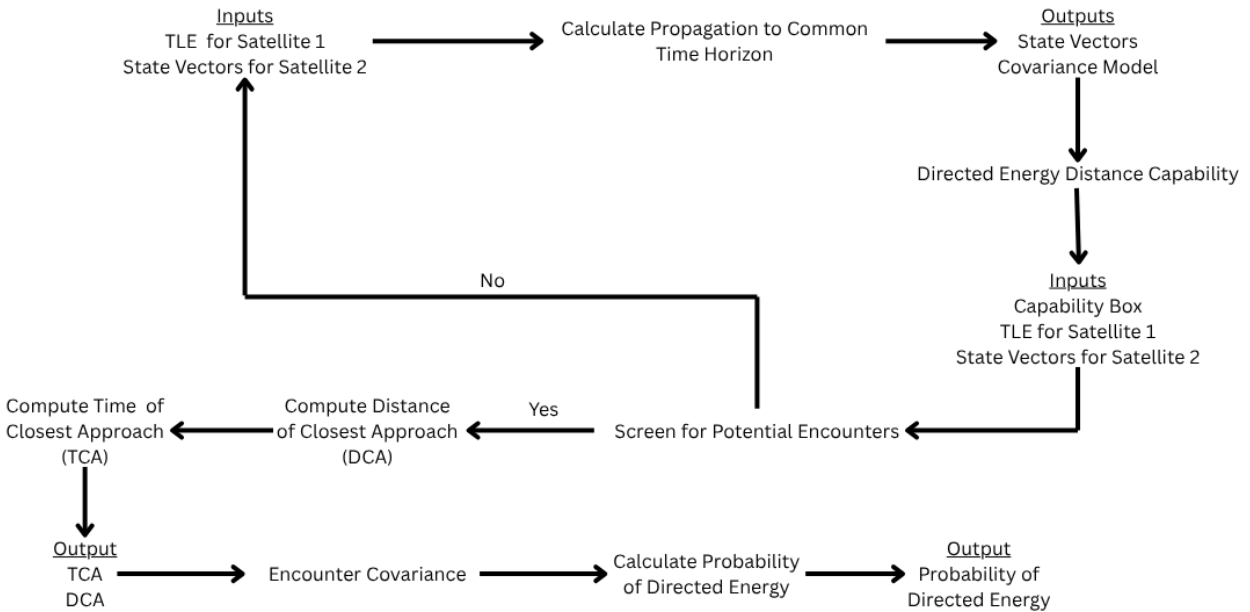 Inputs
TLE for Satellite 1
State Vectors for Satellite 2
Calculate Propagation to Common
Time Horizon
Outputs
State Vectors
Covariance Model
Directed Energy Distance Capability
Inputs
Capability Box
TLE for Satellite 1
State Vectors for Satellite 2
No
Screen for Potential Encounters
Yes
Compute Distance
of Closest Approach
(DCA)
Compute Time of
Closest Approach
(TCA)
Output
TCA
DCA
Encounter Covariance
Calculate Probability
of Directed Energy
Output
Probability of
Directed Energy